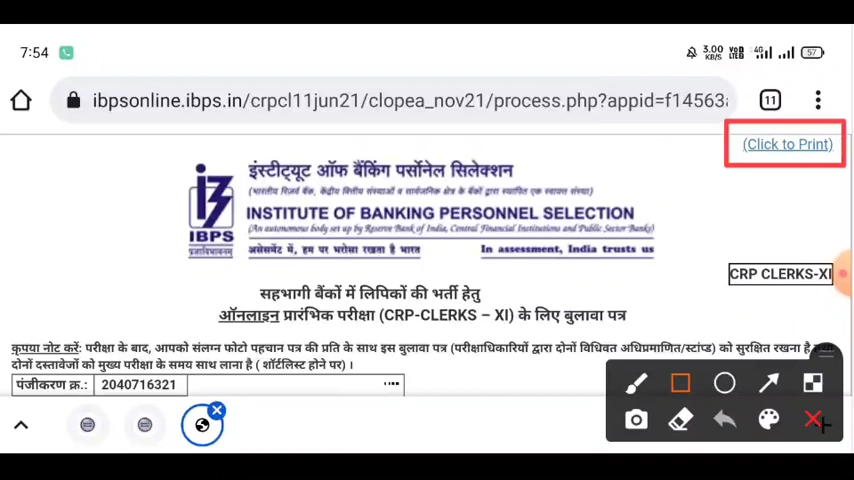 7:54
3.00 KB/S VoD LTED 4G 57
ibpsonline.ibps.in/crpcl11jun21/clopea_nov21/process.php?appid=f14563
11
(Click to Print)
इंस्टीट्यूट ऑफ बैंकिंग पर्सोनेल सिलेक्शन
(भारतीय रिज़र्व बैंक, केंद्रीय वित्तीय संस्थाओं व सार्वजनिक क्षेत्र के बैंकों द्वारा स्थापित एक स्वायत्त संस्था)
INSTITUTE OF BANKING PERSONNEL SELECTION
(An autonomous body set up by Reserve Bank of India, Central Financial Institutions and Public Sector Banks)
IBPS
असेसमेंट में, हम पर भरोसा रखता है भारत In assessment, India trusts us
CRP CLERKS-XI
सहभागी बैंकों में लिपिकों की भर्ती हेतु
ऑनलाइन प्रारंभिक परीक्षा (CRP-CLERKS – XI) के लिए बुलावा पत्र
कृपया नोट करें: परीक्षा के बाद, आपको संलग्न फोटो पहचान पत्र की प्रति के साथ इस बुलावा पत्र (परीक्षाधिकारियों द्वारा दोनों विधिवत अधिप्रमाणित/स्टांप्ड) को सुरक्षित रखना है तथा
दोनों दस्तावेजों को मुख्य परीक्षा के समय साथ लाना है ( शॉर्टलिस्ट होने पर) ।
पंजीकरण क्र.: 2040716321